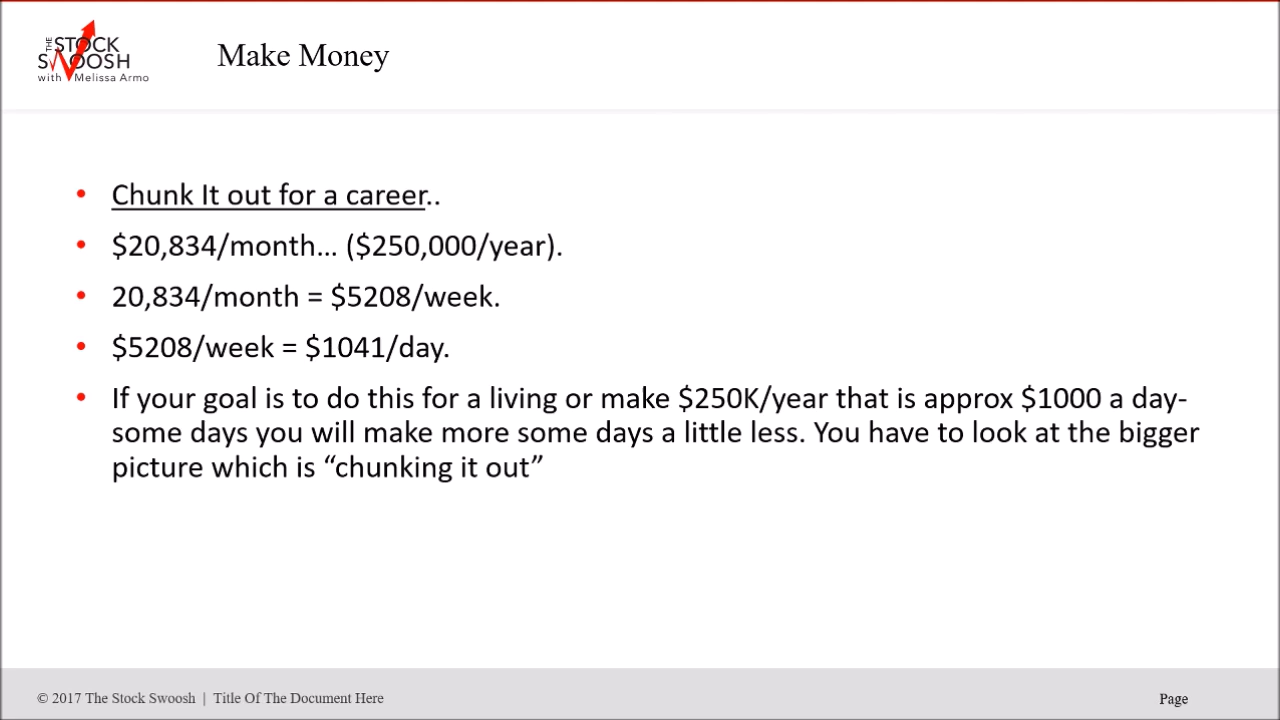 THE STOCK
SWOOSH
with Melissa Armo
Make Money
• Chunk It out for a career..
• $20,834/month... ($250,000/year).
• 20,834/month = $5208/week.
• $5208/week = $1041/day.
• If your goal is to do this for a living or make $250K/year that is approx $1000 a day-
some days you will make more some days a little less. You have to look at the bigger
picture which is “chunking it out”
© 2017 The Stock Swoosh | Title Of The Document Here
Page